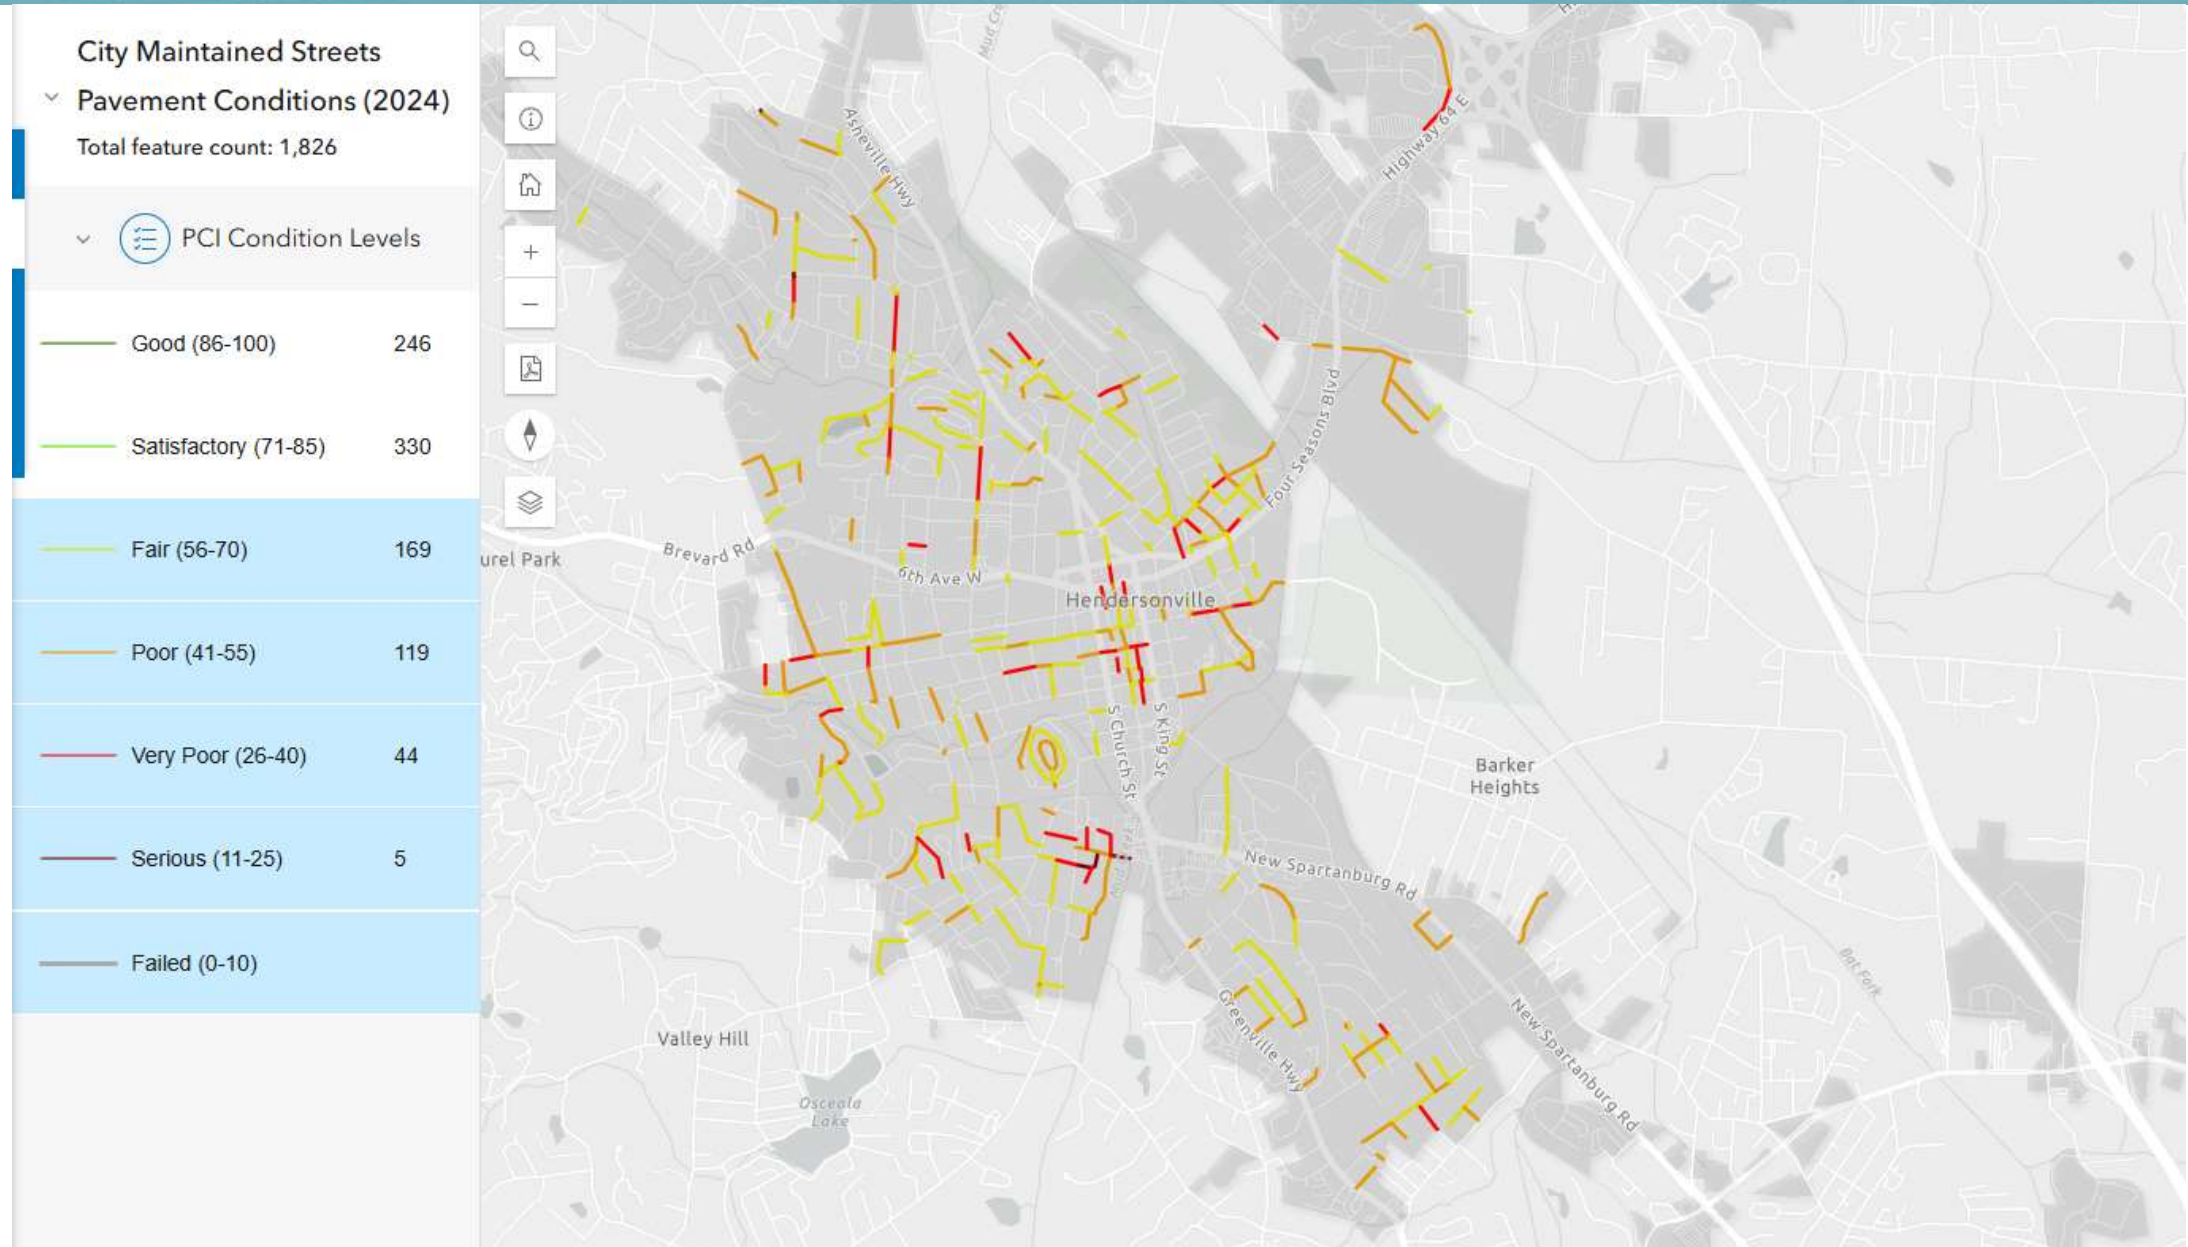 City Maintained Streets
Pavement Conditions (2024)
Total feature count: 1,826
PCI Condition Levels
Good (86-100) 246
Satisfactory (71-85) 330
Fair (56-70) 169
Poor (41-55) 119
Very Poor (26-40) 44
Serious (11-25) 5
Failed (0-10)
Asheville Hwy
Highway 64 E
Four Seasons Blvd
urel Park
Brevard Rd
6th Ave W
Hendersonville
S Church St
S King St
Barker
Heights
New Spartanburg Rd
Bat Fork
Valley Hill
Greenville Hwy
New Spartanburg Rd
Osceola
Lake